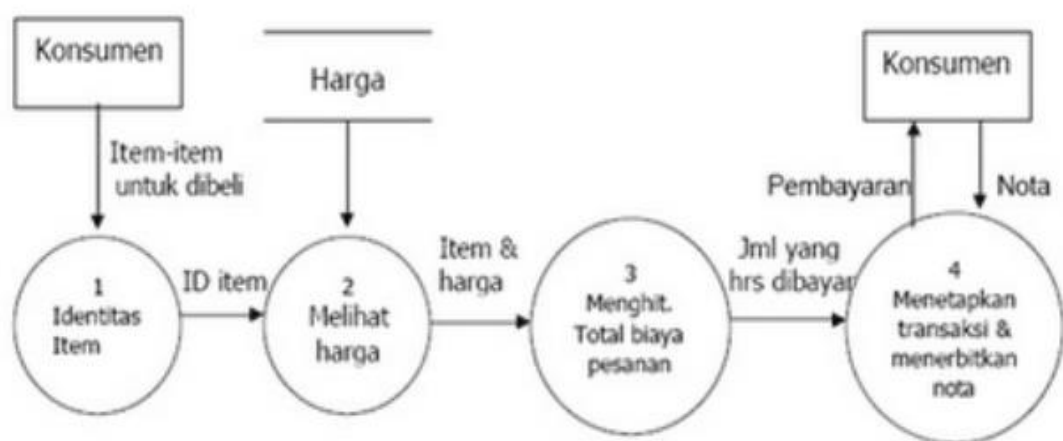 Konsumen
Harga
Konsumen
Item-item
untuk dibeli
Pembayaran
Nota
1
Identitas
Item
ID item
2
Melihat
harga
Item &
harga
3
Menghit.
Total biaya
pesanan
Jml yang
hrs dibayar
4
Menetapkan
transaksi &
menerbitkan
nota